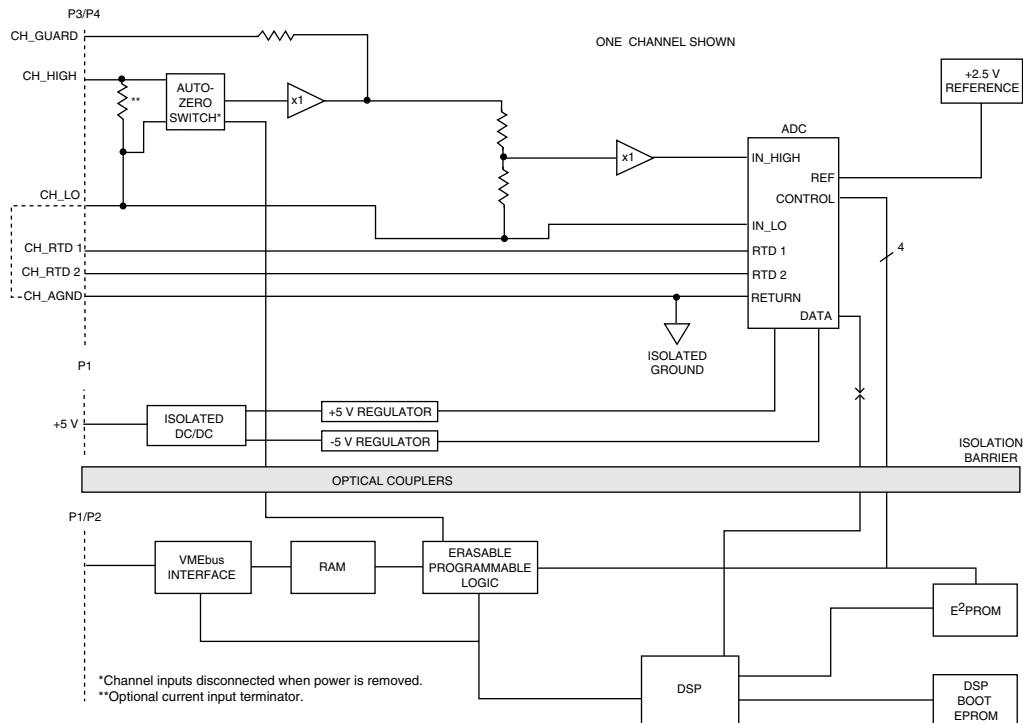 P3/P4
CH_GUARD
ONE CHANNEL SHOWN
CH_HIGH
AUTO-
ZERO
SWITCH*
**
x1
+2.5 V
REFERENCE
ADC
x1
IN_HIGH
REF
CONTROL
CH_LO
IN_LO
4
CH_RTD 1
RTD 1
CH_RTD 2
RTD 2
CH_AGND
RETURN
DATA
ISOLATED
GROUND
P1
+5 V
ISOLATED
DC/DC
+5 V REGULATOR
-5 V REGULATOR
ISOLATION
BARRIER
OPTICAL COUPLERS
P1/P2
VMEbus
INTERFACE
RAM
ERASABLE
PROGRAMMABLE
LOGIC
E2PROM
*Channel inputs disconnected when power is removed.
**Optional current input terminator.
DSP
DSP
BOOT
EPROM